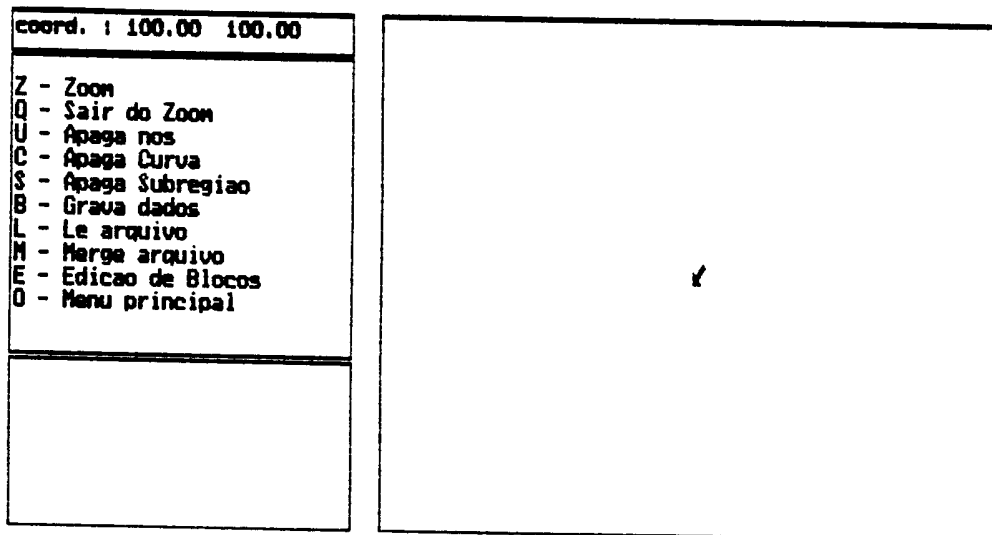 coord. : 100.00 100.00
Z - Zoom
Q - Sair do Zoom
U - Apaga nos
C - Apaga Curva
S - Apaga Subregiao
B - Grava dados
L - Le arquivo
M - Merge arquivo
E - Edicao de Blocos
O - Menu principal